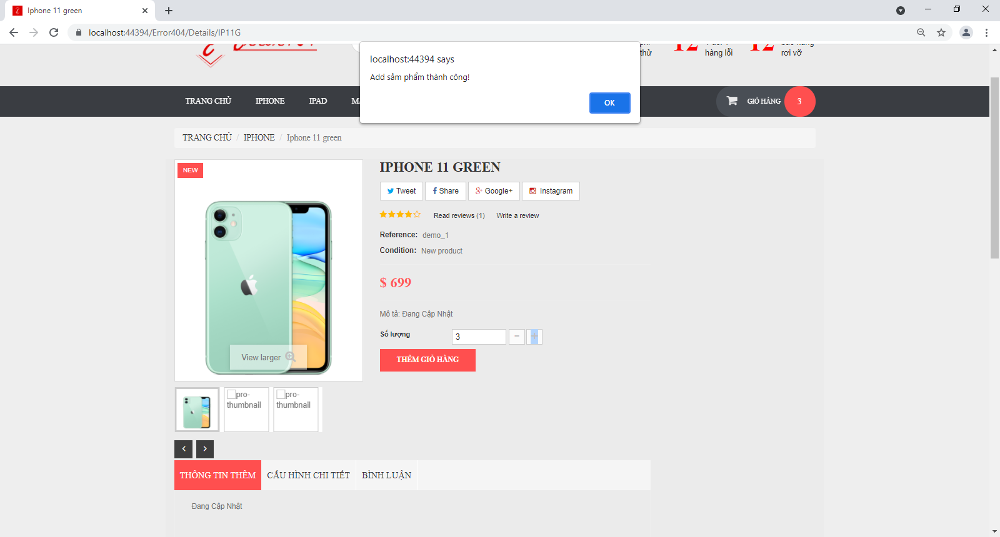 Iphone 11 green
localhost:44394/Error404/Details/IP11G
thử
hàng lỗi
rơi vỡ
localhost:44394 says
Add sảm phẩm thành công!
OK
TRANG CHỦ
IPHONE
IPAD
GIỎ HÀNG
3
TRANG CHỦ / IPHONE / Iphone 11 green
NEW
View larger
IPHONE 11 GREEN
Tweet
Share
Google+
Instagram
Read reviews (1)
Write a review
Reference: demo_1
Condition: New product
$ 699
Mô tả: Đang Cập Nhật
Số lượng
3
THÊM GIỎ HÀNG
pro-
thumbnail
pro-
thumbnail
THÔNG TIN THÊM
CẤU HÌNH CHI TIẾT
BÌNH LUẬN
Đang Cập Nhật